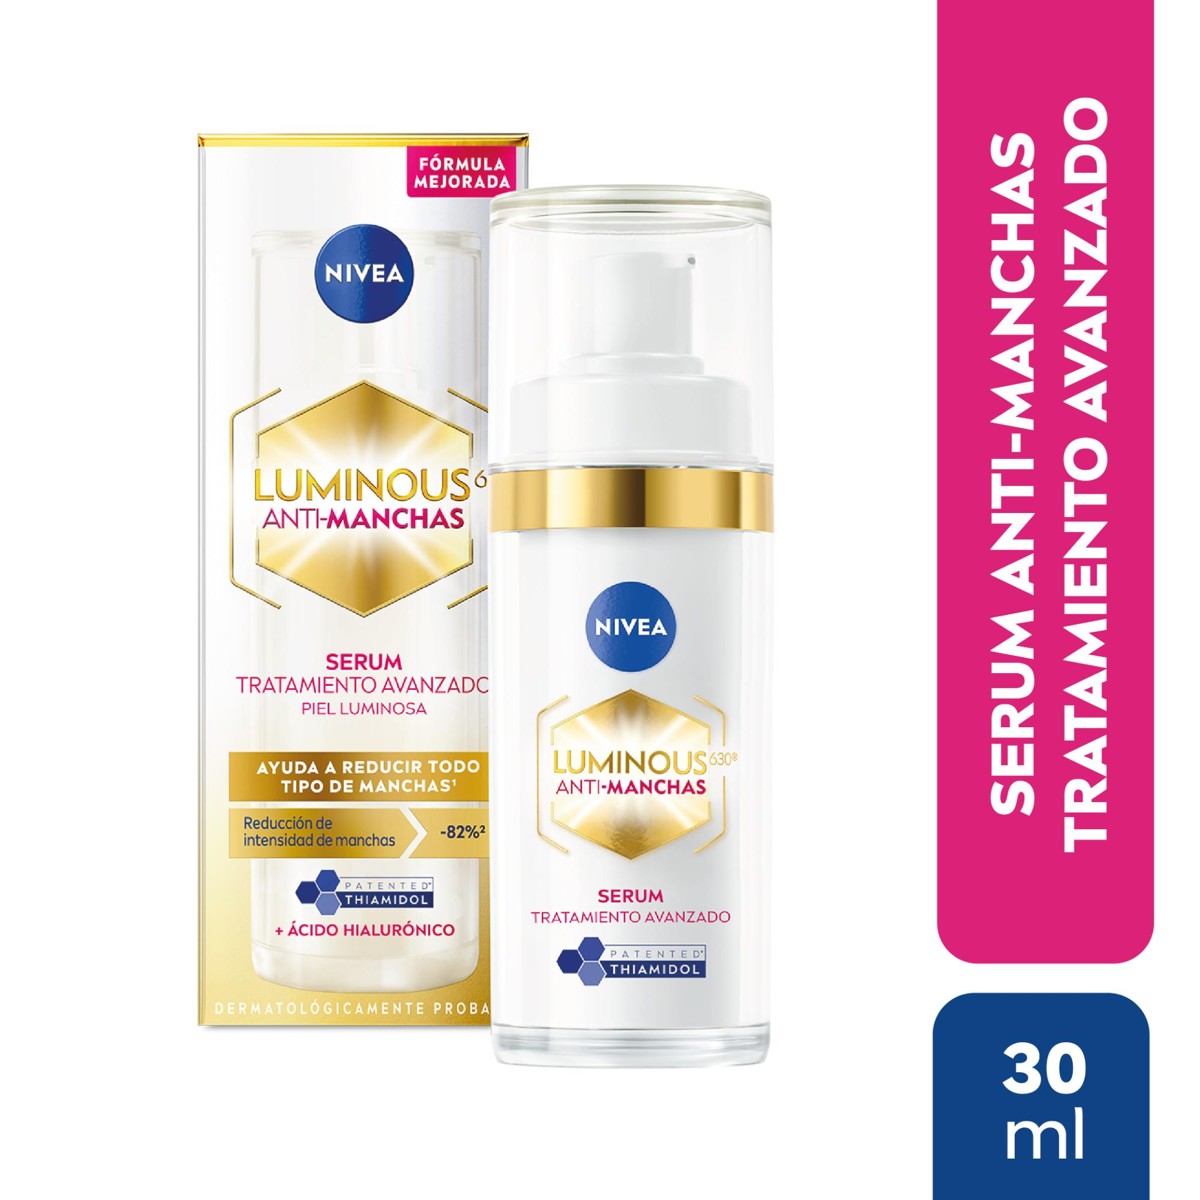 FÓRMULA
MEJORADA
NIVEA
LUMINOUS6
ANTI-MANCHAS
SERUM
TRATAMIENTO AVANZADO
PIEL LUMINOSA
AYUDA A REDUCIR TODO
TIPO DE MANCHAS¹
Reducción de
intensidad de manchas
-82%²
PATENTED*
THIAMIDOL
+ ÁCIDO HIALURÓNICO
DERMATOLÓGICAMENTE PROBA
NIVEA
LUMINOUS630®
ANTI-MANCHAS
SERUM
TRATAMIENTO AVANZADO
PATENTED*
THIAMIDOL
SERUM ANTI-MANCHAS
TRATAMIENTO AVANZADO
30
ml